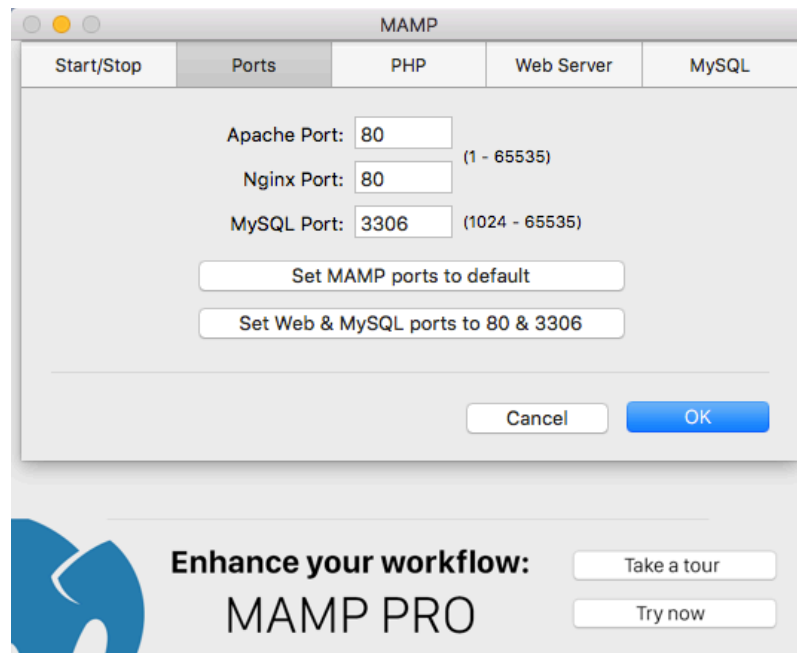 MAMP
Start/Stop Ports PHP Web Server MySQL
Apache Port: 80
(1 - 65535)
Nginx Port: 80
MySQL Port: 3306 (1024 - 65535)
Set MAMP ports to default
Set Web & MySQL ports to 80 & 3306
Cancel OK
Enhance your workflow: Take a tour
MAMP PRO Try now